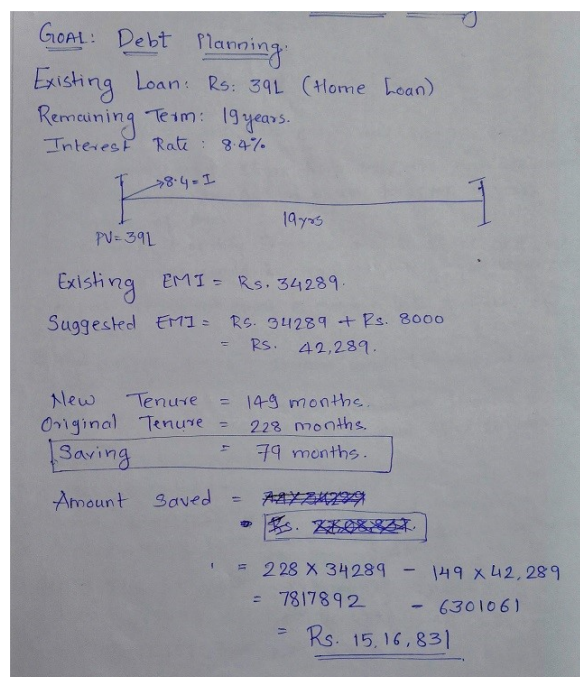 GOAL: Debt Planning.
Existing Loan: Rs: 39L (Home Loan)
Remaining Term: 19 years.
Interest Rate : 8.4%
8.4 = I
19 yrs
PV = 39L
Existing EMI = Rs. 34289.
Suggested EMI = Rs. 34289 + Rs. 8000
= Rs. 42,289.
New Tenure = 149 months.
Original Tenure = 228 months
Saving = 79 months.
Amount saved =
= 228 X 34289 - 149 X 42,289
= 7817892 - 6301061
= Rs. 15,16,831